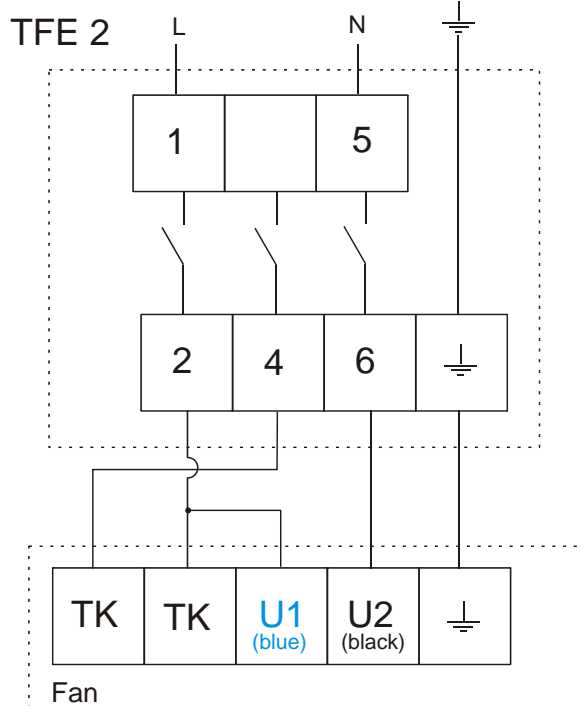 TFE 2
L N
1 5
2 4 6
TK TK U1 U2
(blue) (black)
Fan